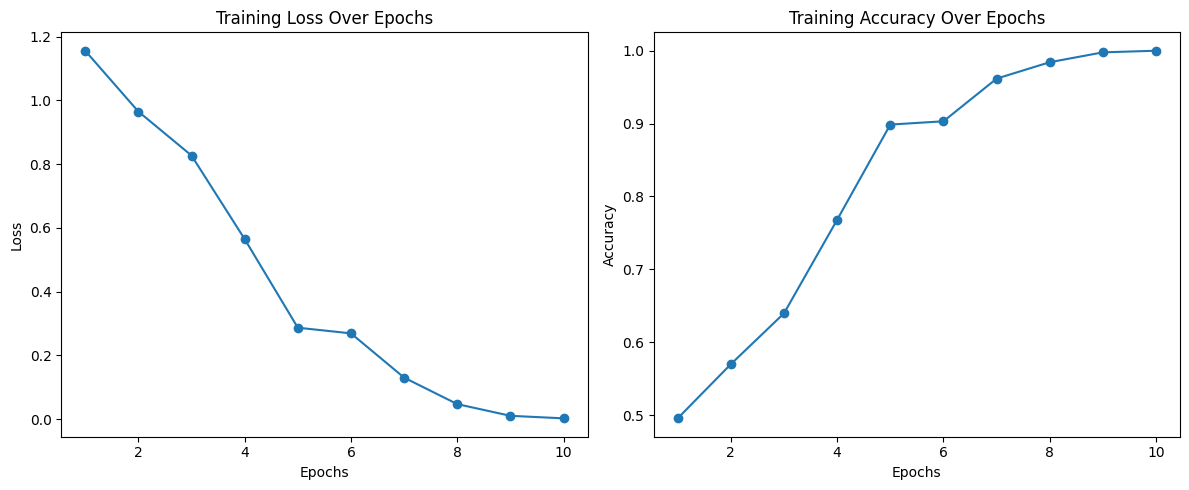 Training Loss Over Epochs
1.2
1.0
0.8
0.6
0.4
0.2
0.0
Loss
2 4 6 8 10
Epochs
Training Accuracy Over Epochs
1.0
0.9
0.8
0.7
0.6
0.5
Accuracy
2 4 6 8 10
Epochs